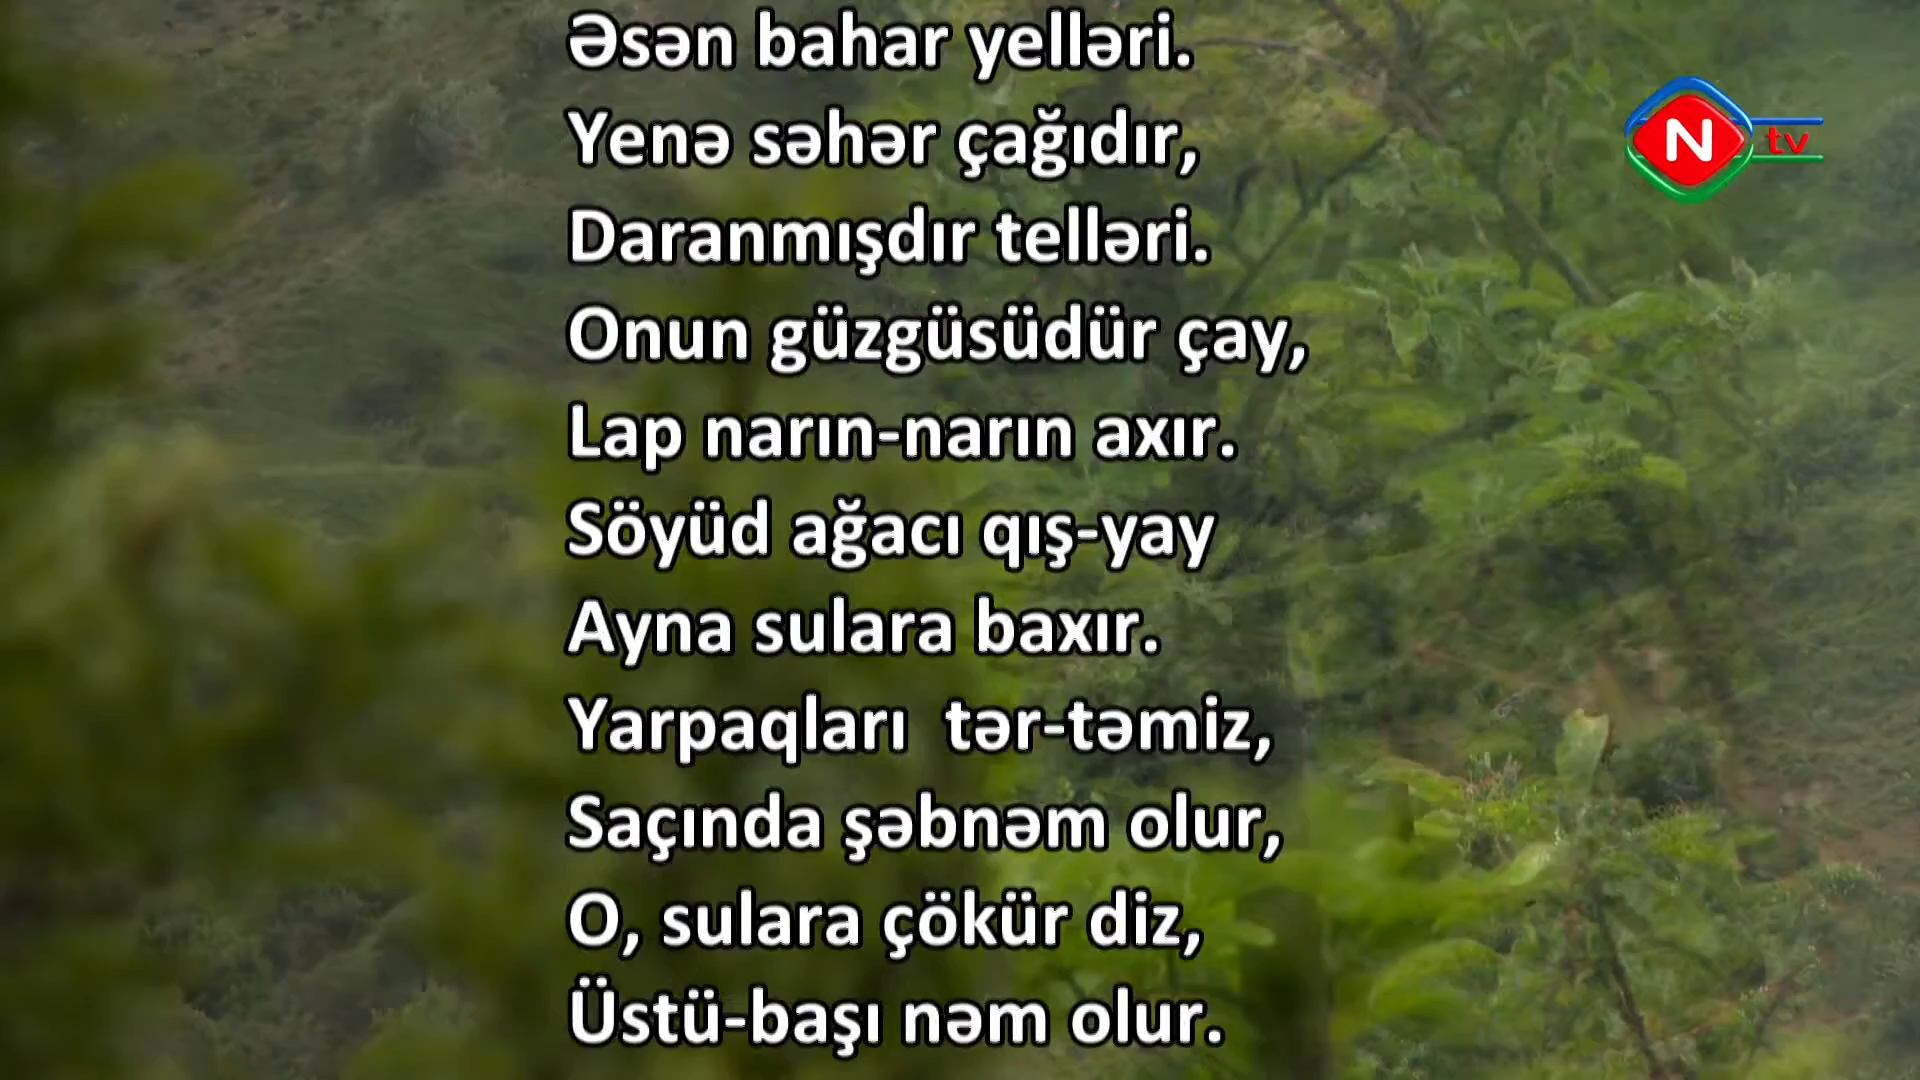 Əsən bahar yelləri.
Yenə səhər çağıdır,
Daranmışdır telləri.
Onun güzgüsüdür çay,
Lap narın-narın axır.
Söyüd ağacı qış-yay
Ayna sulara baxır.
Yarpaqları  tər-təmiz,
Saçında şəbnəm olur,
O, sulara çökür diz,
Üstü-başı nəm olur.
N tv